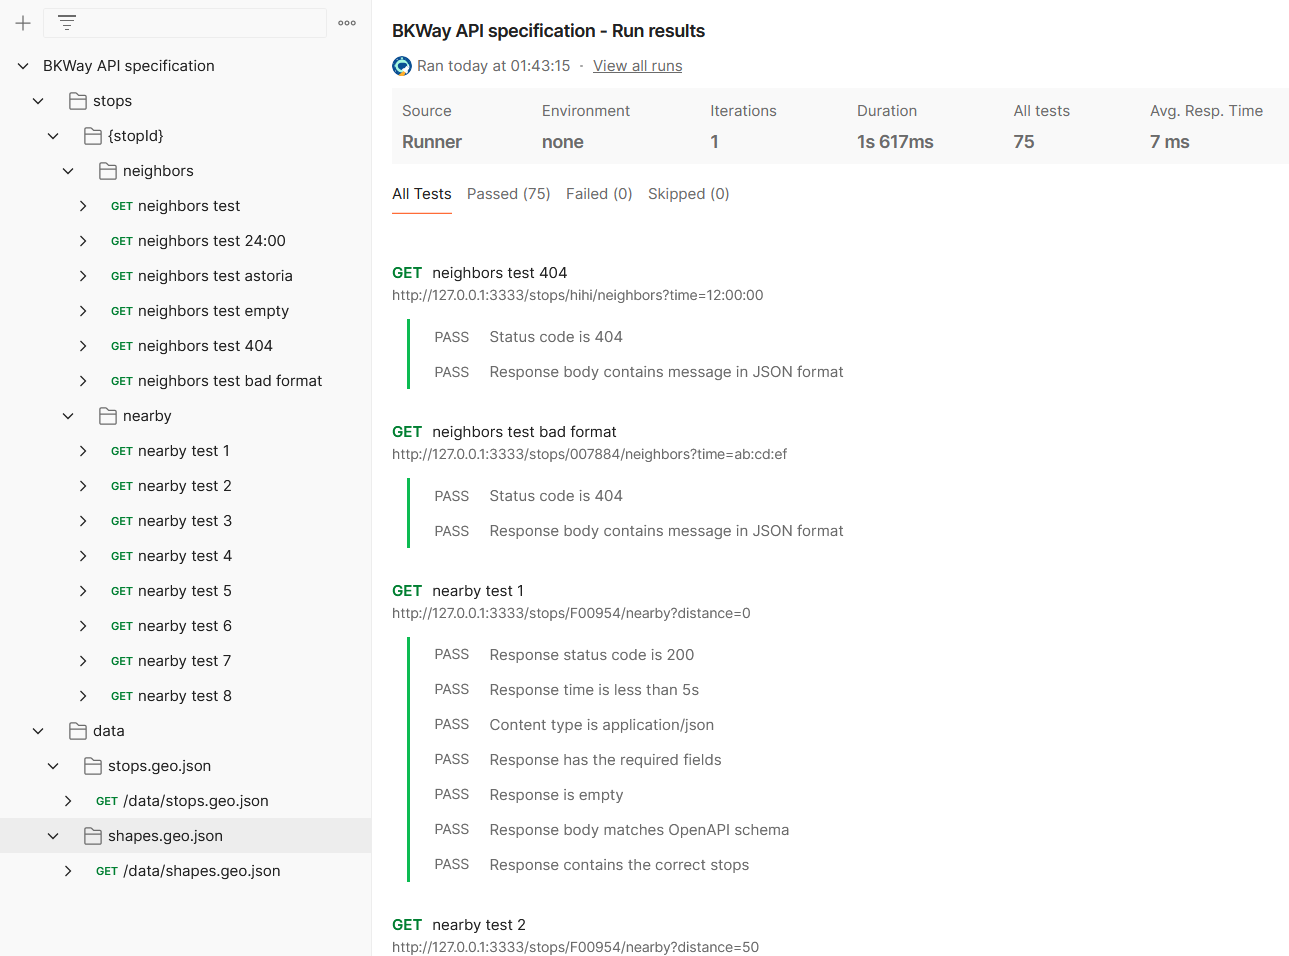 BKWay API specification
stops
{stopId}
neighbors
GET neighbors test
GET neighbors test 24:00
GET neighbors test astoria
GET neighbors test empty
GET neighbors test 404
GET neighbors test bad format
nearby
GET nearby test 1
GET nearby test 2
GET nearby test 3
GET nearby test 4
GET nearby test 5
GET nearby test 6
GET nearby test 7
GET nearby test 8
data
stops.geo.json
GET /data/stops.geo.json
shapes.geo.json
GET /data/shapes.geo.json
BKWay API specification - Run results
Ran today at 01:43:15 · View all runs
Source Environment Iterations Duration All tests Avg. Resp. Time
Runner none 1 1s 617ms 75 7 ms
All Tests Passed (75) Failed (0) Skipped (0)
GET neighbors test 404
http://127.0.0.1:3333/stops/hihi/neighbors?time=12:00:00
PASS Status code is 404
PASS Response body contains message in JSON format
GET neighbors test bad format
http://127.0.0.1:3333/stops/007884/neighbors?time=ab:cd:ef
PASS Status code is 404
PASS Response body contains message in JSON format
GET nearby test 1
http://127.0.0.1:3333/stops/F00954/nearby?distance=0
PASS Response status code is 200
PASS Response time is less than 5s
PASS Content type is application/json
PASS Response has the required fields
PASS Response is empty
PASS Response body matches OpenAPI schema
PASS Response contains the correct stops
GET nearby test 2
http://127.0.0.1:3333/stops/F00954/nearby?distance=50